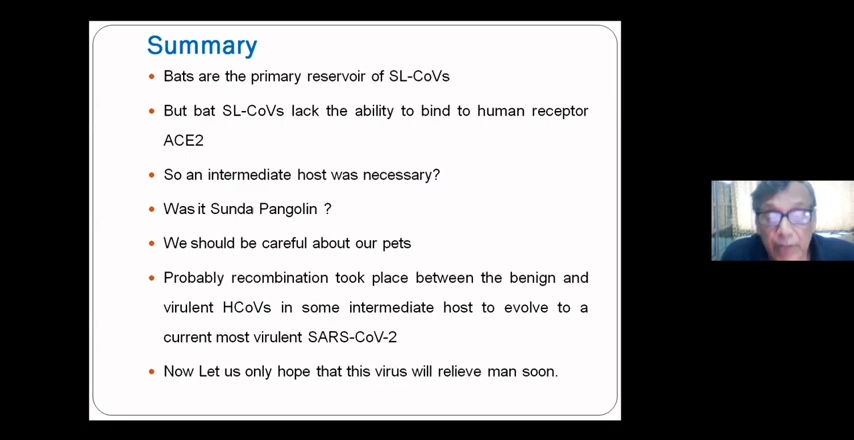 Summary
• Bats are the primary reservoir of SL-CoVs
• But bat SL-CoVs lack the ability to bind to human receptor
ACE2
• So an intermediate host was necessary?
• Was it Sunda Pangolin ?
• We should be careful about our pets
• Probably recombination took place between the benign and
virulent HCoVs in some intermediate host to evolve to a
current most virulent SARS-CoV-2
• Now Let us only hope that this virus will relieve man soon.